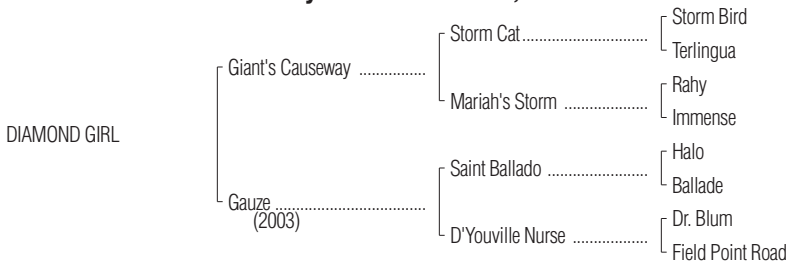 Storm Bird
Storm Cat........................................
Terlingua
Giant's Causeway ................
Rahy
Mariah's Storm ....................
Immense
DIAMOND GIRL
Halo
Saint Ballado ........................
Ballade
Gauze ....................................
(2003)
Dr. Blum
D'Youville Nurse ..................
Field Point Road